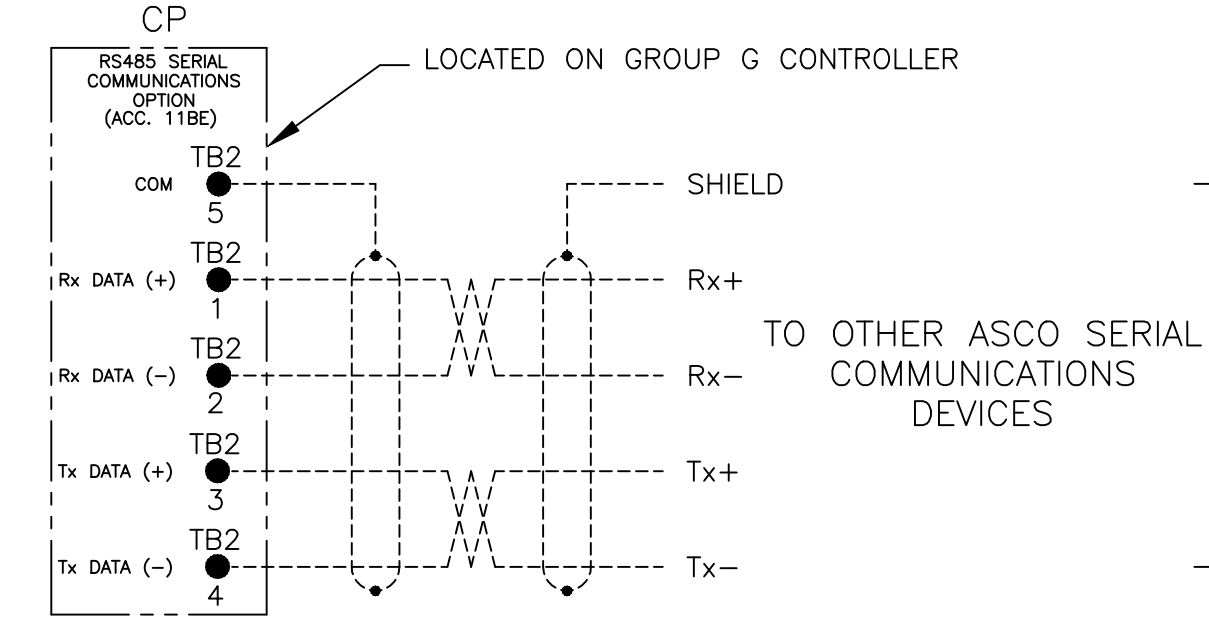 CP
RS485 SERIAL
COMMUNICATIONS
OPTION
(ACC. 11BE)
LOCATED ON GROUP G CONTROLLER
TB2
COM
5
SHIELD
TB2
Rx DATA (+)
1
Rx+
TB2
Rx DATA (-)
2
Rx-
TO OTHER ASCO SERIAL
COMMUNICATIONS
DEVICES
TB2
Tx DATA (+)
3
Tx+
TB2
Tx DATA (-)
4
Tx-